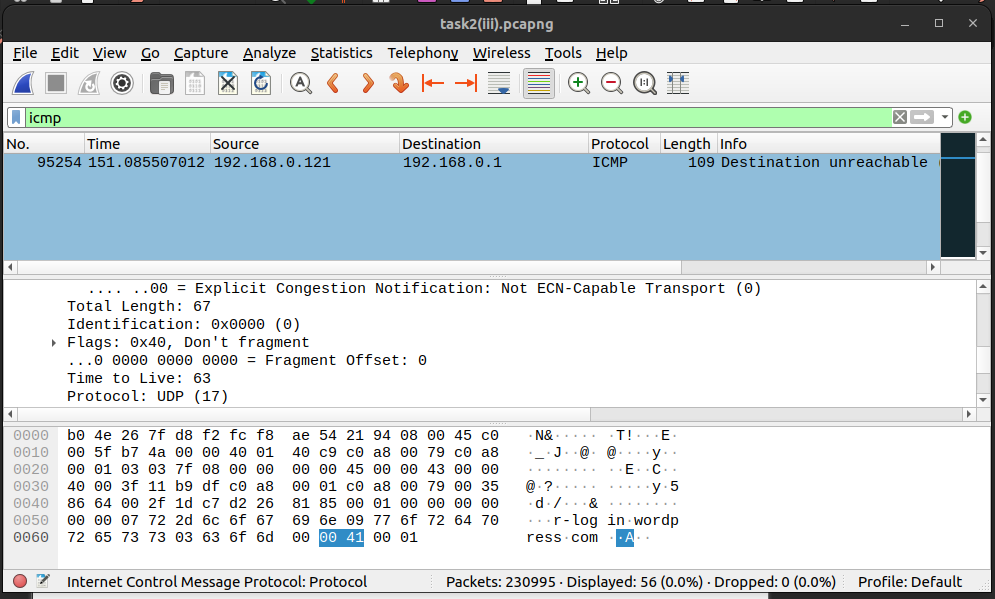 task2(iii).pcapng
File Edit View Go Capture Analyze Statistics Telephony Wireless Tools Help
icmp
No. Time Source Destination Protocol Length Info
95254 151.085507012 192.168.0.121 192.168.0.1 ICMP 109 Destination unreachable (
.... ..00 = Explicit Congestion Notification: Not ECN-Capable Transport (0)
Total Length: 67
Identification: 0x0000 (0)
Flags: 0x40, Don't fragment
...0 0000 0000 0000 = Fragment Offset: 0
Time to Live: 63
Protocol: UDP (17)
0000 b0 4e 26 7f d8 f2 fc f8 ae 54 21 94 08 00 45 c0 ·N&····· ·T!···E·
0010 00 5f b7 4a 00 00 40 01 40 c9 c0 a8 00 79 c0 a8 ·_·J··@· @····y··
0020 00 01 03 03 7f 08 00 00 00 00 45 00 00 43 00 00 ········ ··E··C··
0030 40 00 3f 11 b9 df c0 a8 00 01 c0 a8 00 79 00 35 @·?····· ·····y·5
0040 86 64 00 2f 1d c7 d2 26 81 85 00 01 00 00 00 00 ·d·/···& ········
0050 00 00 07 72 2d 6c 6f 67 69 6e 09 77 6f 72 64 70 ···r-log in·wordp
0060 72 65 73 73 03 63 6f 6d 00 00 41 00 01 ress·com ··A··
Internet Control Message Protocol: Protocol Packets: 230995 · Displayed: 56 (0.0%) · Dropped: 0 (0.0%) Profile: Default